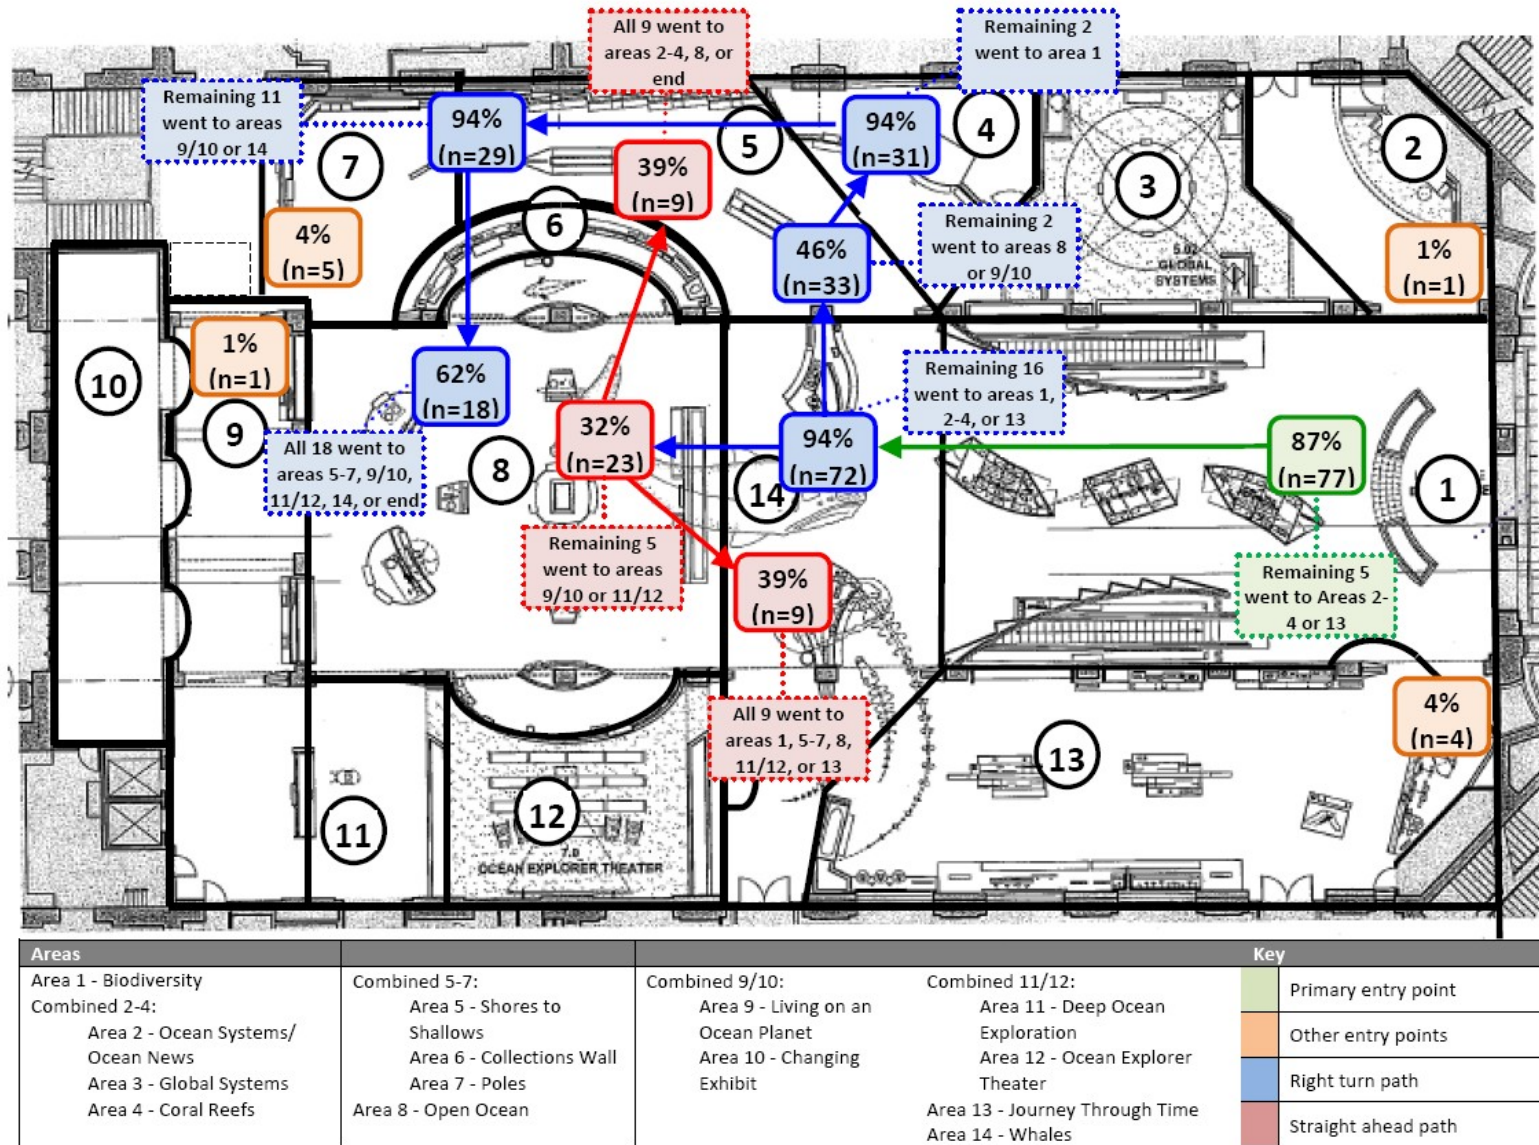 All 9 went to
areas 2-4, 8, or
end
Remaining 2
went to area 1
Remaining 11
went to areas
9/10 or 14
94%
(n=29)
94%
(n=31)
4
5
7
2
3
39%
(n=9)
6
4%
(n=5)
Remaining 2
went to areas 8
or 9/10
46%
(n=33)
5.02
GLOBAL
SYSTEMS
1%
(n=1)
1%
(n=1)
10
9
62%
(n=18)
Remaining 16
went to areas 1,
2-4, or 13
32%
(n=23)
94%
(n=72)
87%
(n=77)
All 18 went to
areas 5-7, 9/10,
11/12, 14, or end
8
14
1
Remaining 5
went to areas
9/10 or 11/12
39%
(n=9)
Remaining 5
went to Areas 2-
4 or 13
All 9 went to
areas 1, 5-7, 8,
11/12, or 13
4%
(n=4)
13
11
12
7.0
OCEAN EXPLORER THEATER
Areas
Area 1 - Biodiversity
Combined 2-4:
Area 2 - Ocean Systems/
Ocean News
Area 3 - Global Systems
Area 4 - Coral Reefs
Combined 5-7:
Area 5 - Shores to
Shallows
Area 6 - Collections Wall
Area 7 - Poles
Area 8 - Open Ocean
Combined 9/10:
Area 9 - Living on an
Ocean Planet
Area 10 - Changing
Exhibit
Combined 11/12:
Area 11 - Deep Ocean
Exploration
Area 12 - Ocean Explorer
Theater
Area 13 - Journey Through Time
Area 14 - Whales
Key
Primary entry point
Other entry points
Right turn path
Straight ahead path